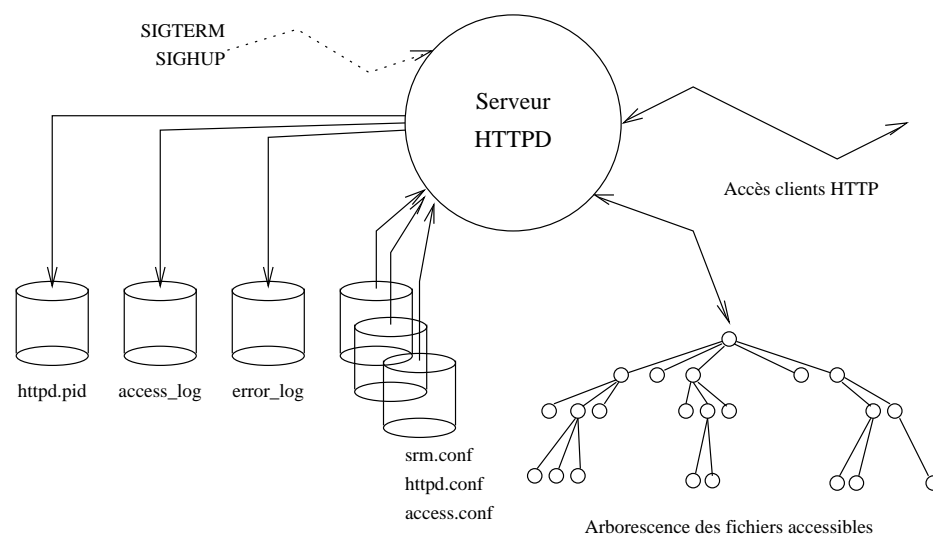 SIGTERM
SIGHUP
Serveur
HTTPD
Accès clients HTTP
httpd.pid
access_log
error_log
srm.conf
httpd.conf
access.conf
Arborescence des fichiers accessibles